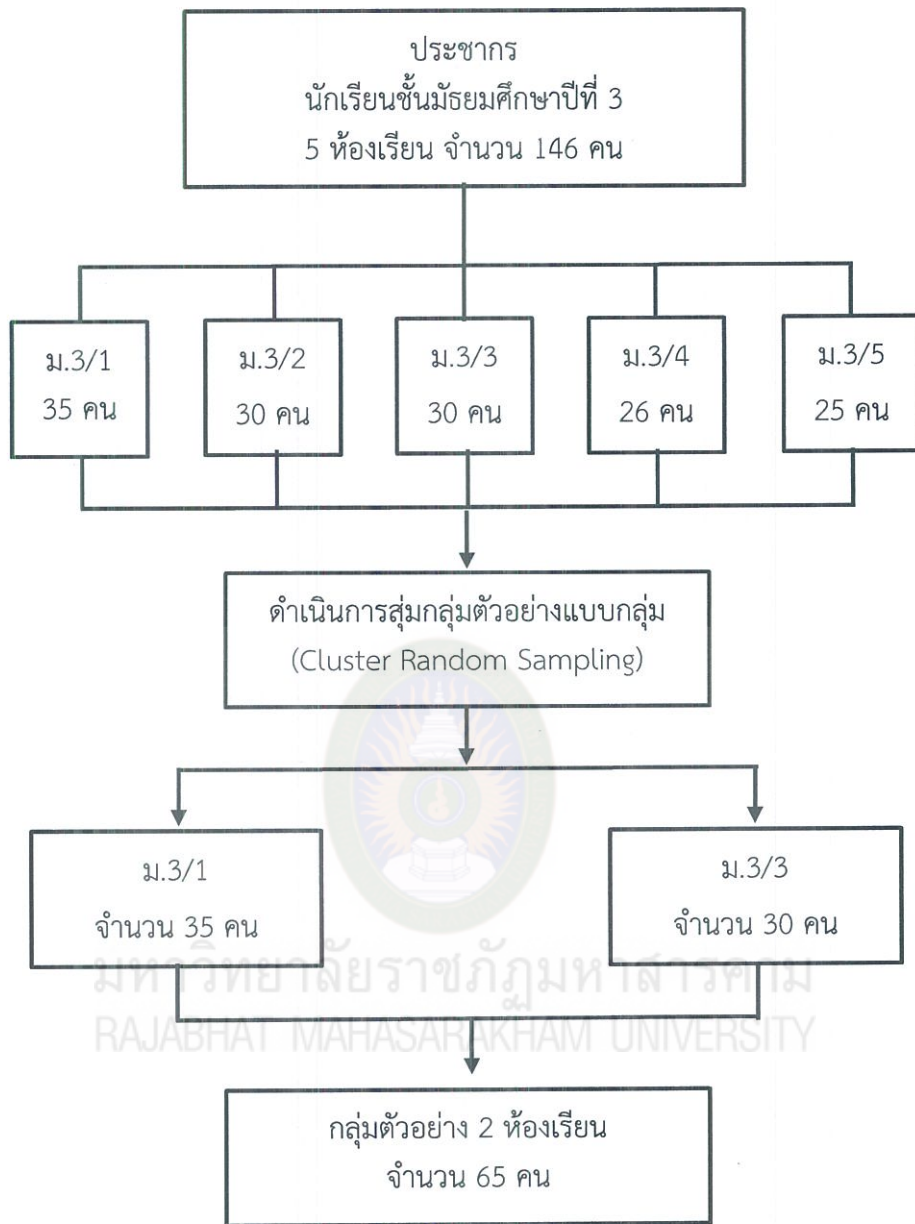 ประชากร
นักเรียนชั้นมัธยมศึกษาปีที่ 3
5 ห้องเรียน จำนวน 146 คน
ม.3/1
35 คน
ม.3/2
30 คน
ม.3/3
30 คน
ม.3/4
26 คน
ม.3/5
25 คน
ดำเนินการสุ่มกลุ่มตัวอย่างแบบกลุ่ม
(Cluster Random Sampling)
ม.3/1
จำนวน 35 คน
ม.3/3
จำนวน 30 คน
มหาวิทยาลัยราชภัฏมหาสารคาม
RAJABHAT MAHASARAKHAM UNIVERSITY
กลุ่มตัวอย่าง 2 ห้องเรียน
จำนวน 65 คน